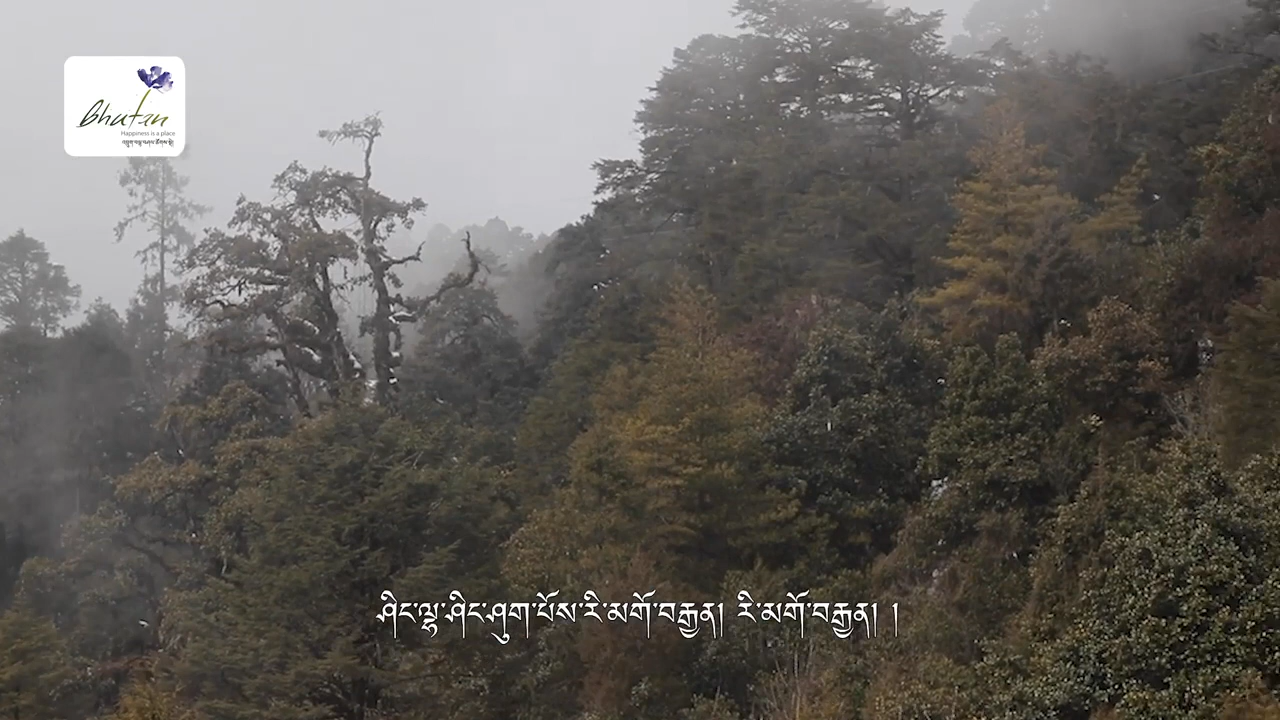 Bhutan
Happiness is a place
ཤིང་ལྷ་ཤིང་ཤུག་པོས་རི་མགོ་བརྒྱན། རི་མགོ་བརྒྱན། །